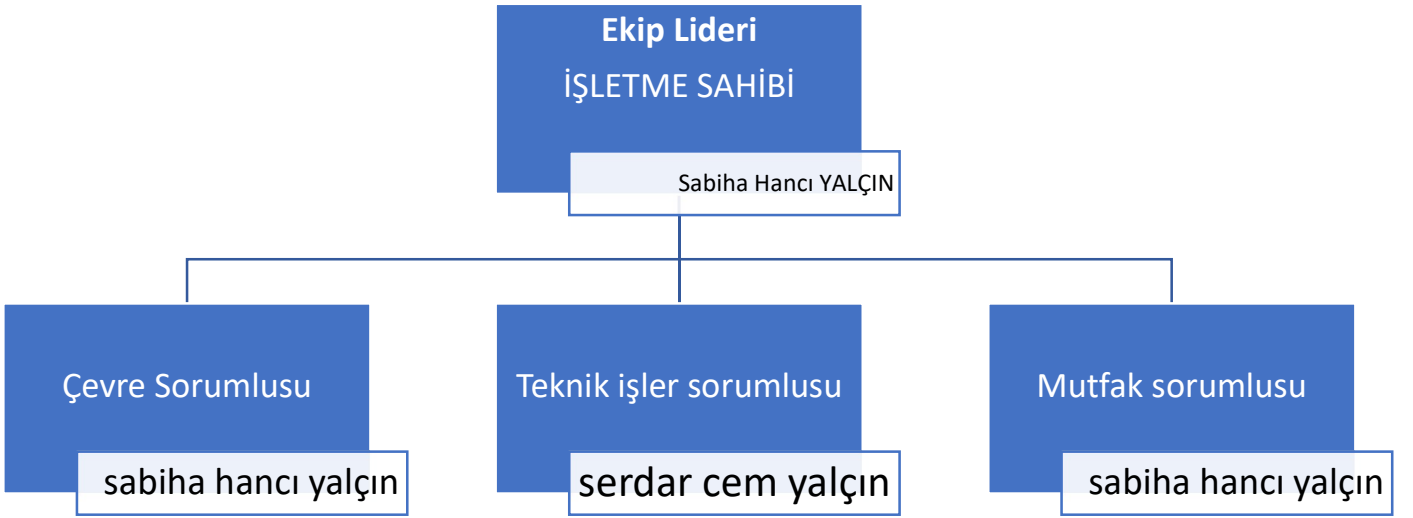 Ekip Lideri
İŞLETME SAHİBİ
Sabiha Hancı YALÇIN
Çevre Sorumlusu
sabiha hancı yalçın
Teknik işler sorumlusu
serdar cem yalçın
Mutfak sorumlusu
sabiha hancı yalçın